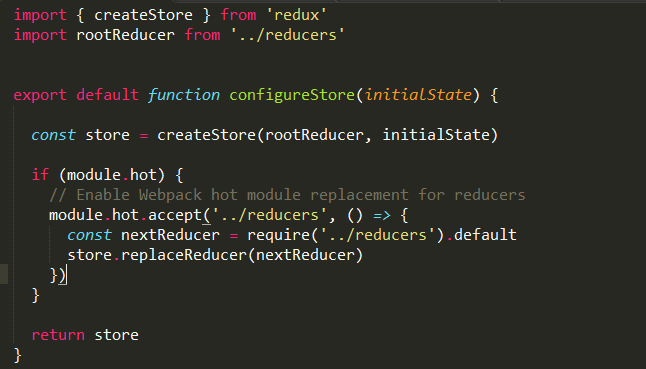 import { createStore } from 'redux'
import rootReducer from '../reducers'
export default function configureStore(initialState) {
const store = createStore(rootReducer, initialState)
if (module.hot) {
// Enable Webpack hot module replacement for reducers
module.hot.accept('../reducers', () => {
const nextReducer = require('../reducers').default
store.replaceReducer(nextReducer)
})
}
return store
}